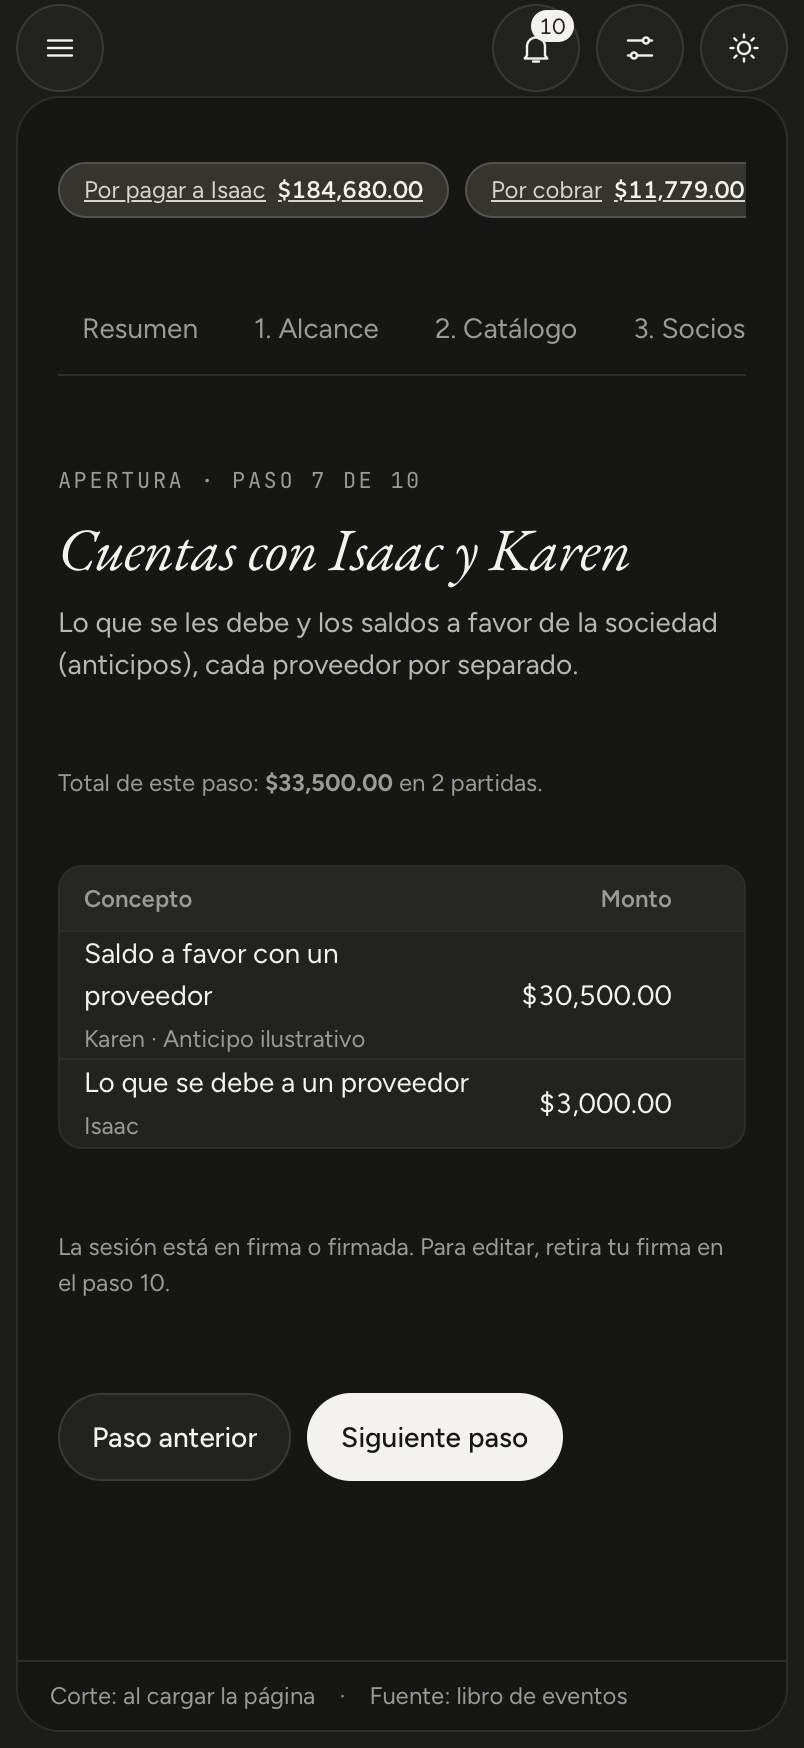 10
Por pagar a Isaac $184,680.00
Por cobrar $11,779.00
Resumen 1. Alcance 2. Catálogo 3. Socios
APERTURA · PASO 7 DE 10
Cuentas con Isaac y Karen
Lo que se les debe y los saldos a favor de la sociedad
(anticipos), cada proveedor por separado.
Total de este paso: $33,500.00 en 2 partidas.
Concepto Monto
Saldo a favor con un
proveedor $30,500.00
Karen · Anticipo ilustrativo
Lo que se debe a un proveedor $3,000.00
Isaac
La sesión está en firma o firmada. Para editar, retira tu firma en
el paso 10.
Paso anterior Siguiente paso
Corte: al cargar la página · Fuente: libro de eventos